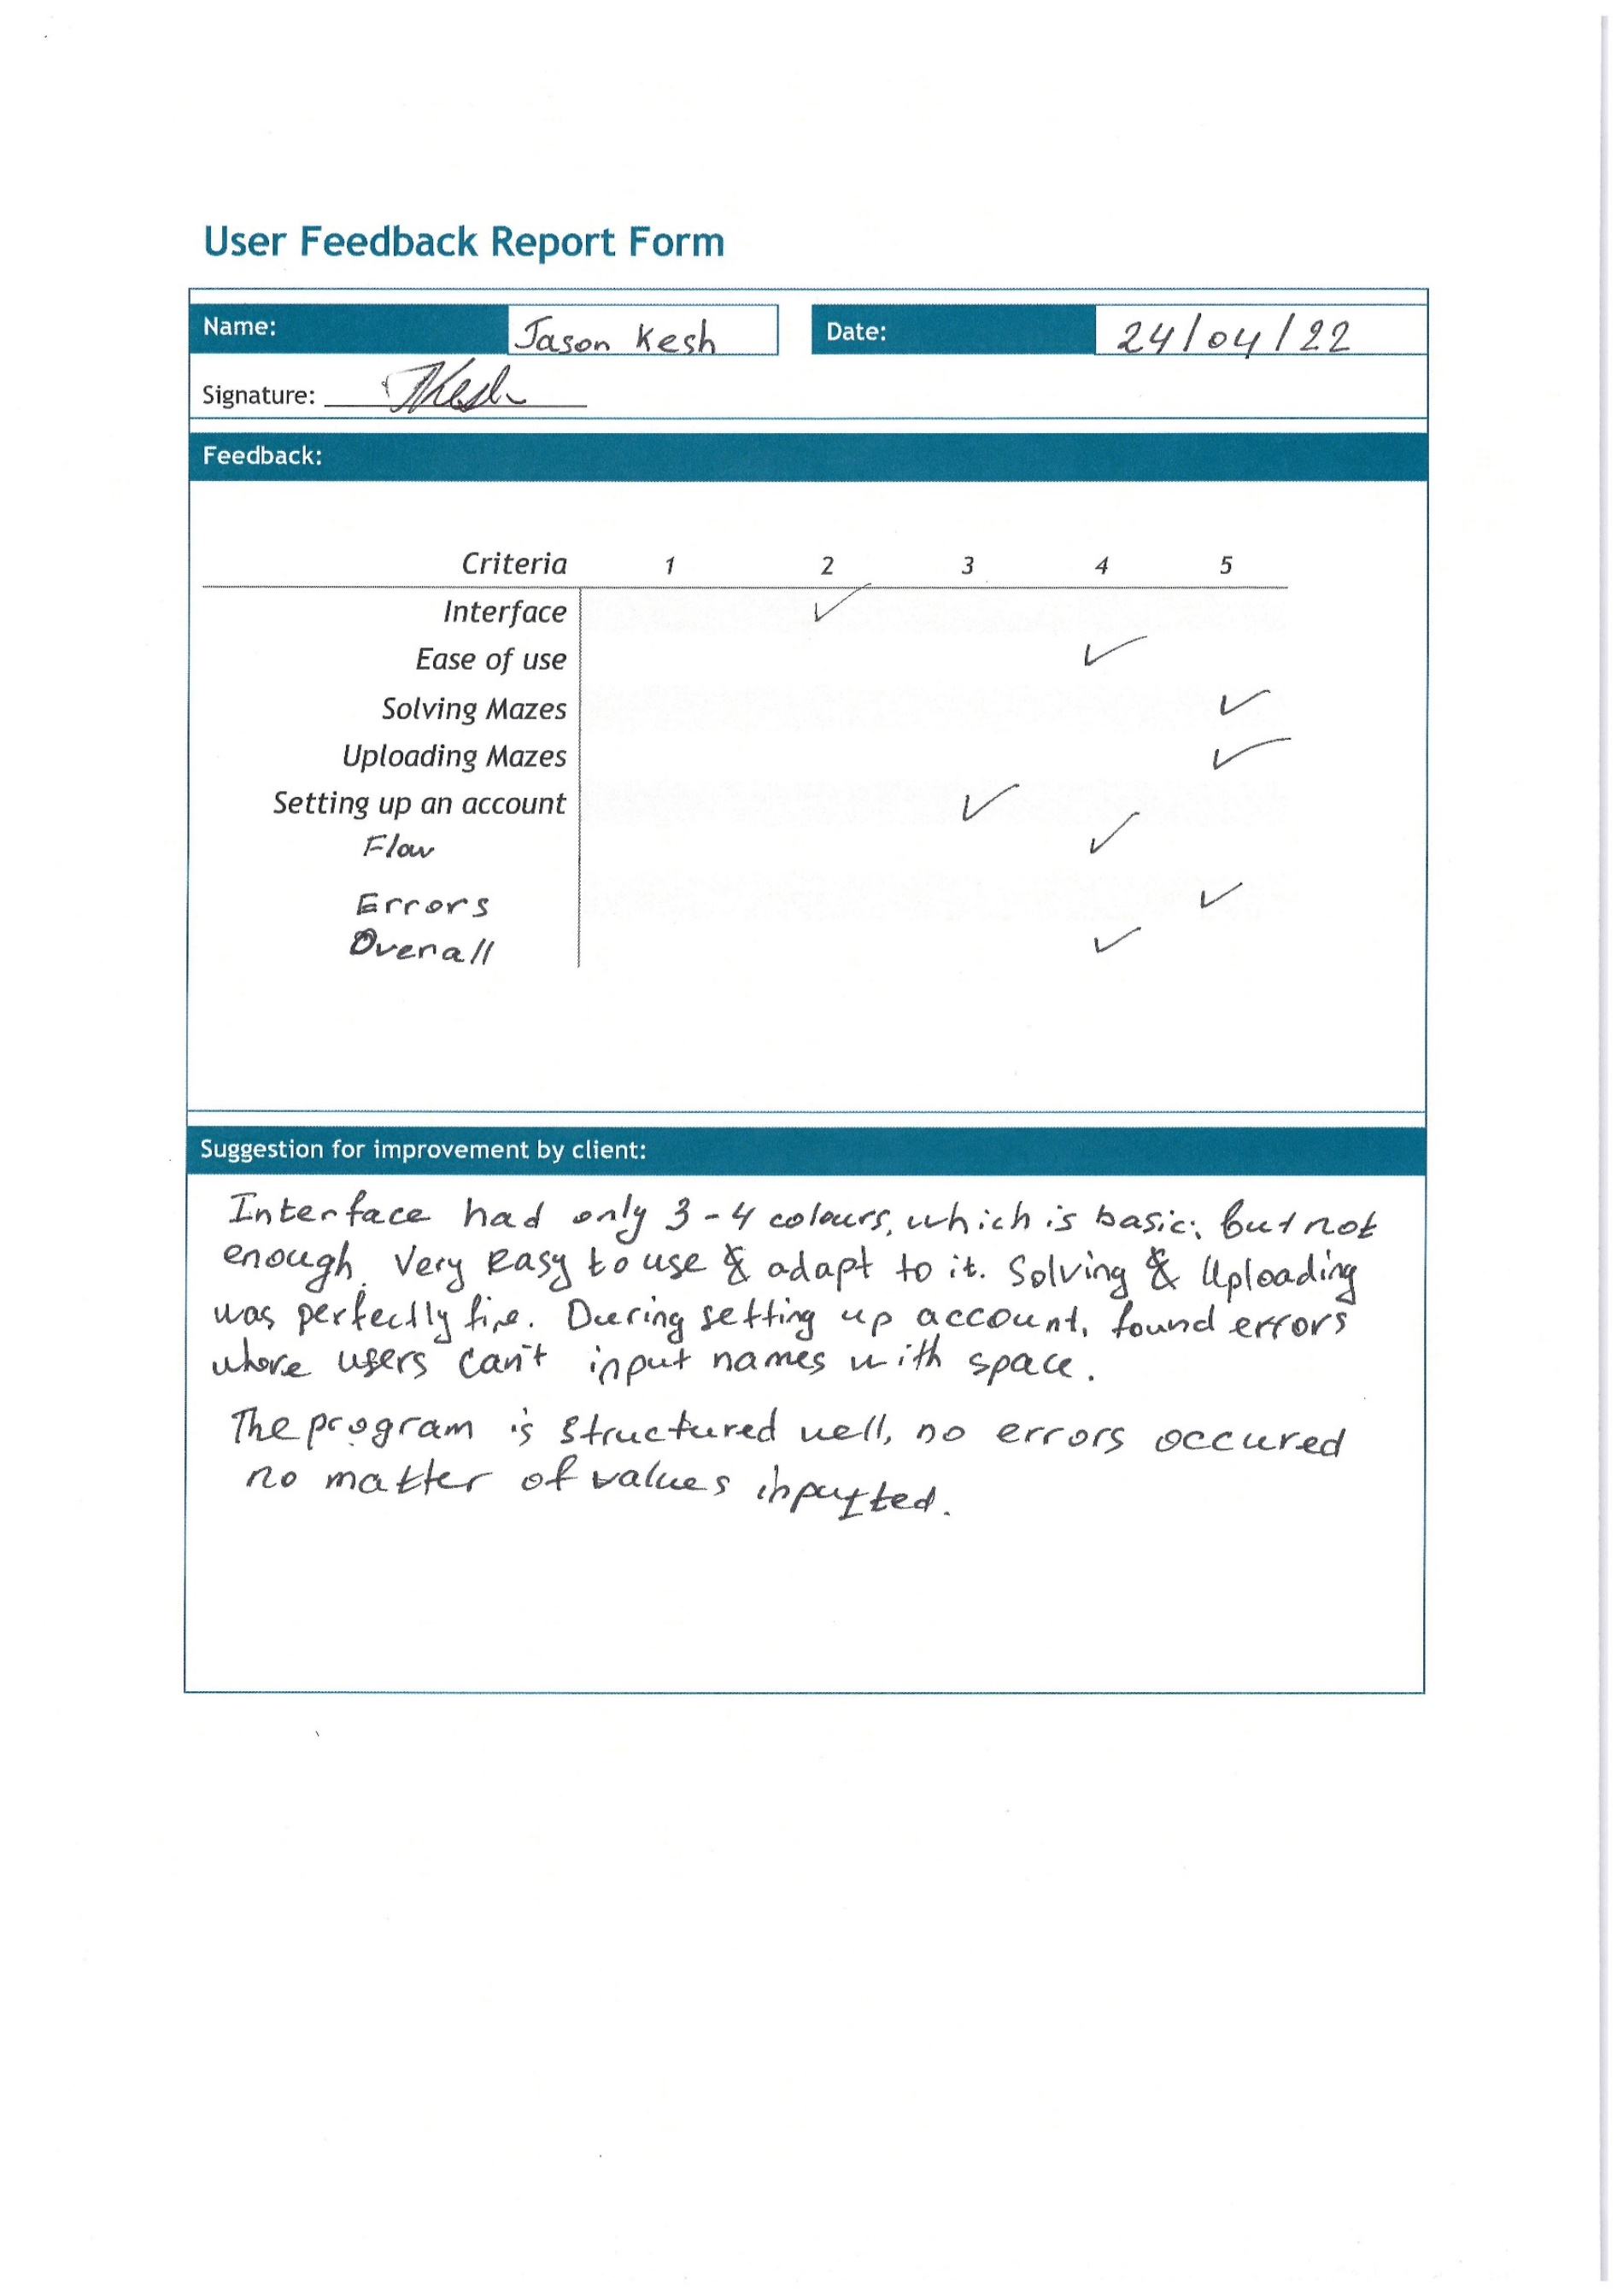 User Feedback Report Form
Name: Jason Kesh Date: 24/04/22
Signature: JKesh
Feedback:
Criteria 1 2 3 4 5
Interface ✓
Ease of use ✓
Solving Mazes ✓
Uploading Mazes ✓
Setting up an account ✓
Flow ✓
Errors ✓
Overall ✓
Suggestion for improvement by client:
Interface had only 3-4 colours, which is basic, but not
enough. Very Easy to use & adapt to it. Solving & Uploading
was perfectly fine. During setting up account, found errors
where users can't input names with space.
The program is structured well, no errors occured
no matter of values inputted.